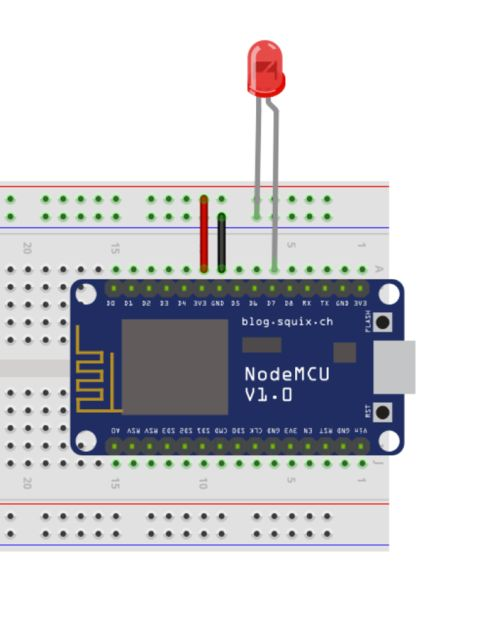 20 15 5 1
A
D0 D1 D2 D3 D4 3V3 GND D5 D6 D7 D8 RX TX GND 3V3
blog.squix.ch
FLASH
NodeMCU
V1.0
RST
A0 RSV RSV SD3 SD2 SD1 CMD SD0 CLK GND 3V3 EN RST GND Vin
J
20 15 10 5 1